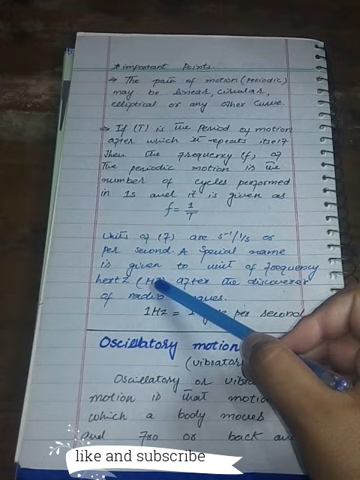 * important Points.
⇒ The path of motion (Periodic)
may be linear, circular,
elliptical or any other curve.
⇒ If (T) is the Period of motion
after which it repeats itself
Then the frequency (f) of
The periodic motion is the
number of cycles performed
in 1s and it is given as
f = 1/T
Units of (f) are s⁻¹/1/s or
per second. A Special name
is given to unit of frequency
hertz (Hz) after the discoverer
of radio waves.
1Hz = 1 cycle per second
Oscillatory motion
(vibrator
Oscillatory or vibra
motion is that motio
which a body moves
and fro or back an
like and subscribe